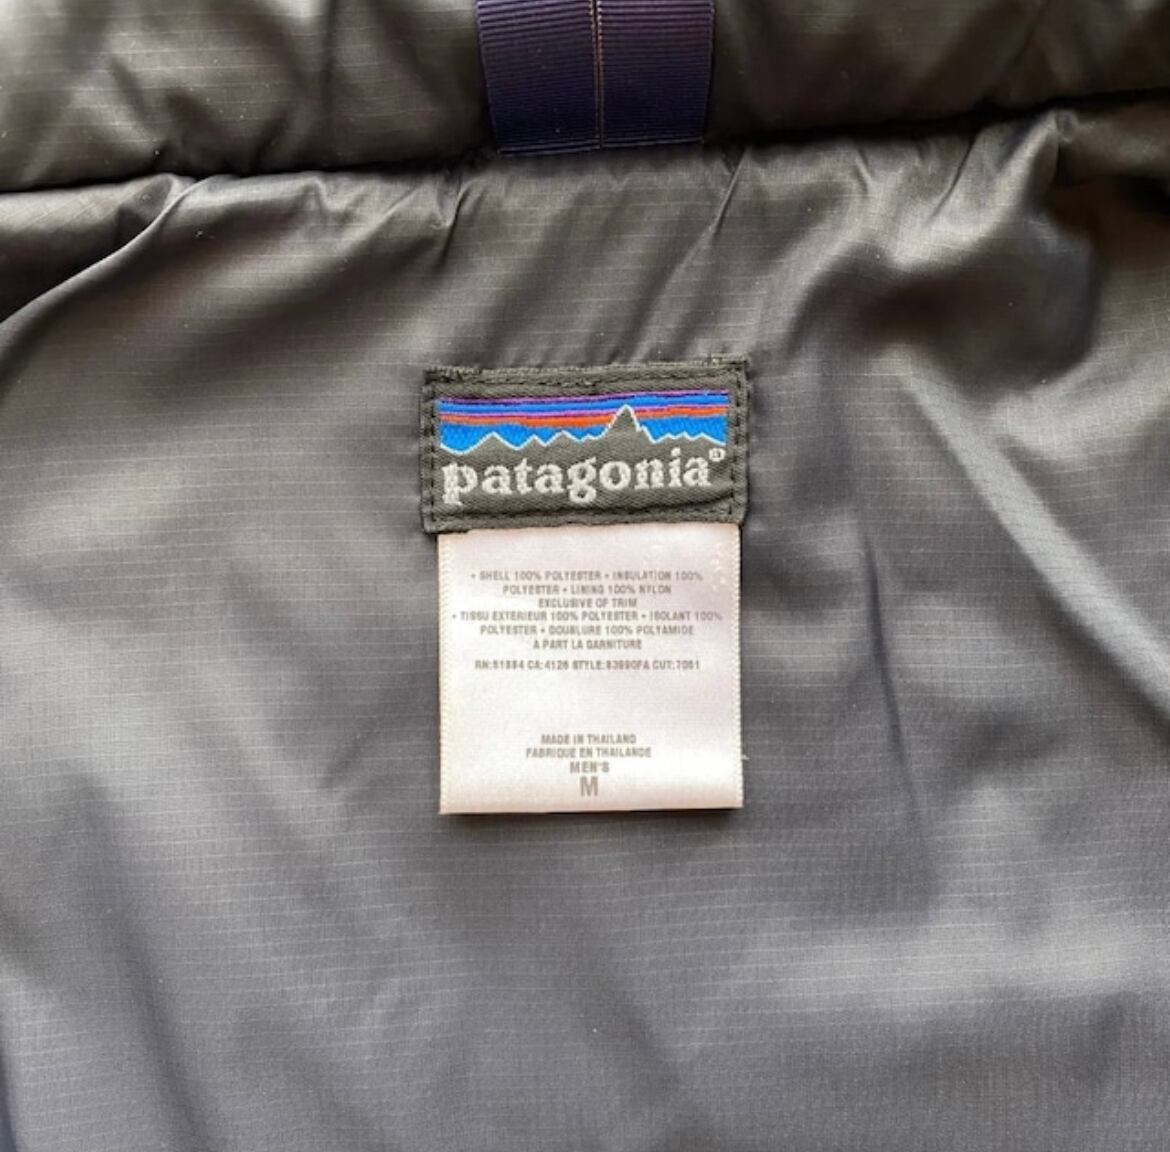 patagonia®
• SHELL 100% POLYESTER • INSULATION 100%
POLYESTER • LINING 100% NYLON
EXCLUSIVE OF TRIM
• TISSU EXTERIEUR 100% POLYESTER • ISOLANT 100%
POLYESTER • DOUBLURE 100% POLYAMIDE
A PART LA GARNITURE
RN:51884 CA:4126 STYLE:83990FA CUT:7051
MADE IN THAILAND
FABRIQUE EN THAILANDE
MEN'S
M